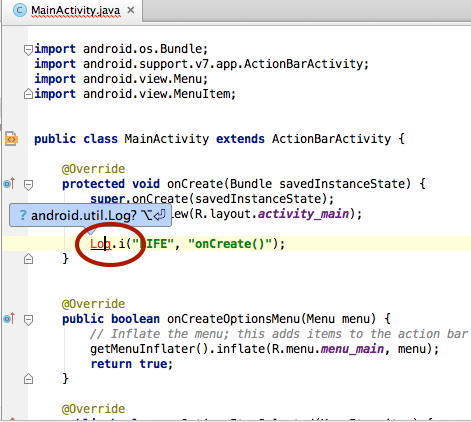 MainActivity.java ×
import android.os.Bundle;
import android.support.v7.app.ActionBarActivity;
import android.view.Menu;
import android.view.MenuItem;
public class MainActivity extends ActionBarActivity {
@Override
protected void onCreate(Bundle savedInstanceState) {
super.onCreate(savedInstanceState);
? android.util.Log? ⌥⏎ iew(R.layout.activity_main);
Log.i("LIFE", "onCreate()");
}
@Override
public boolean onCreateOptionsMenu(Menu menu) {
// Inflate the menu; this adds items to the action bar
getMenuInflater().inflate(R.menu.menu_main, menu);
return true;
}
@Override